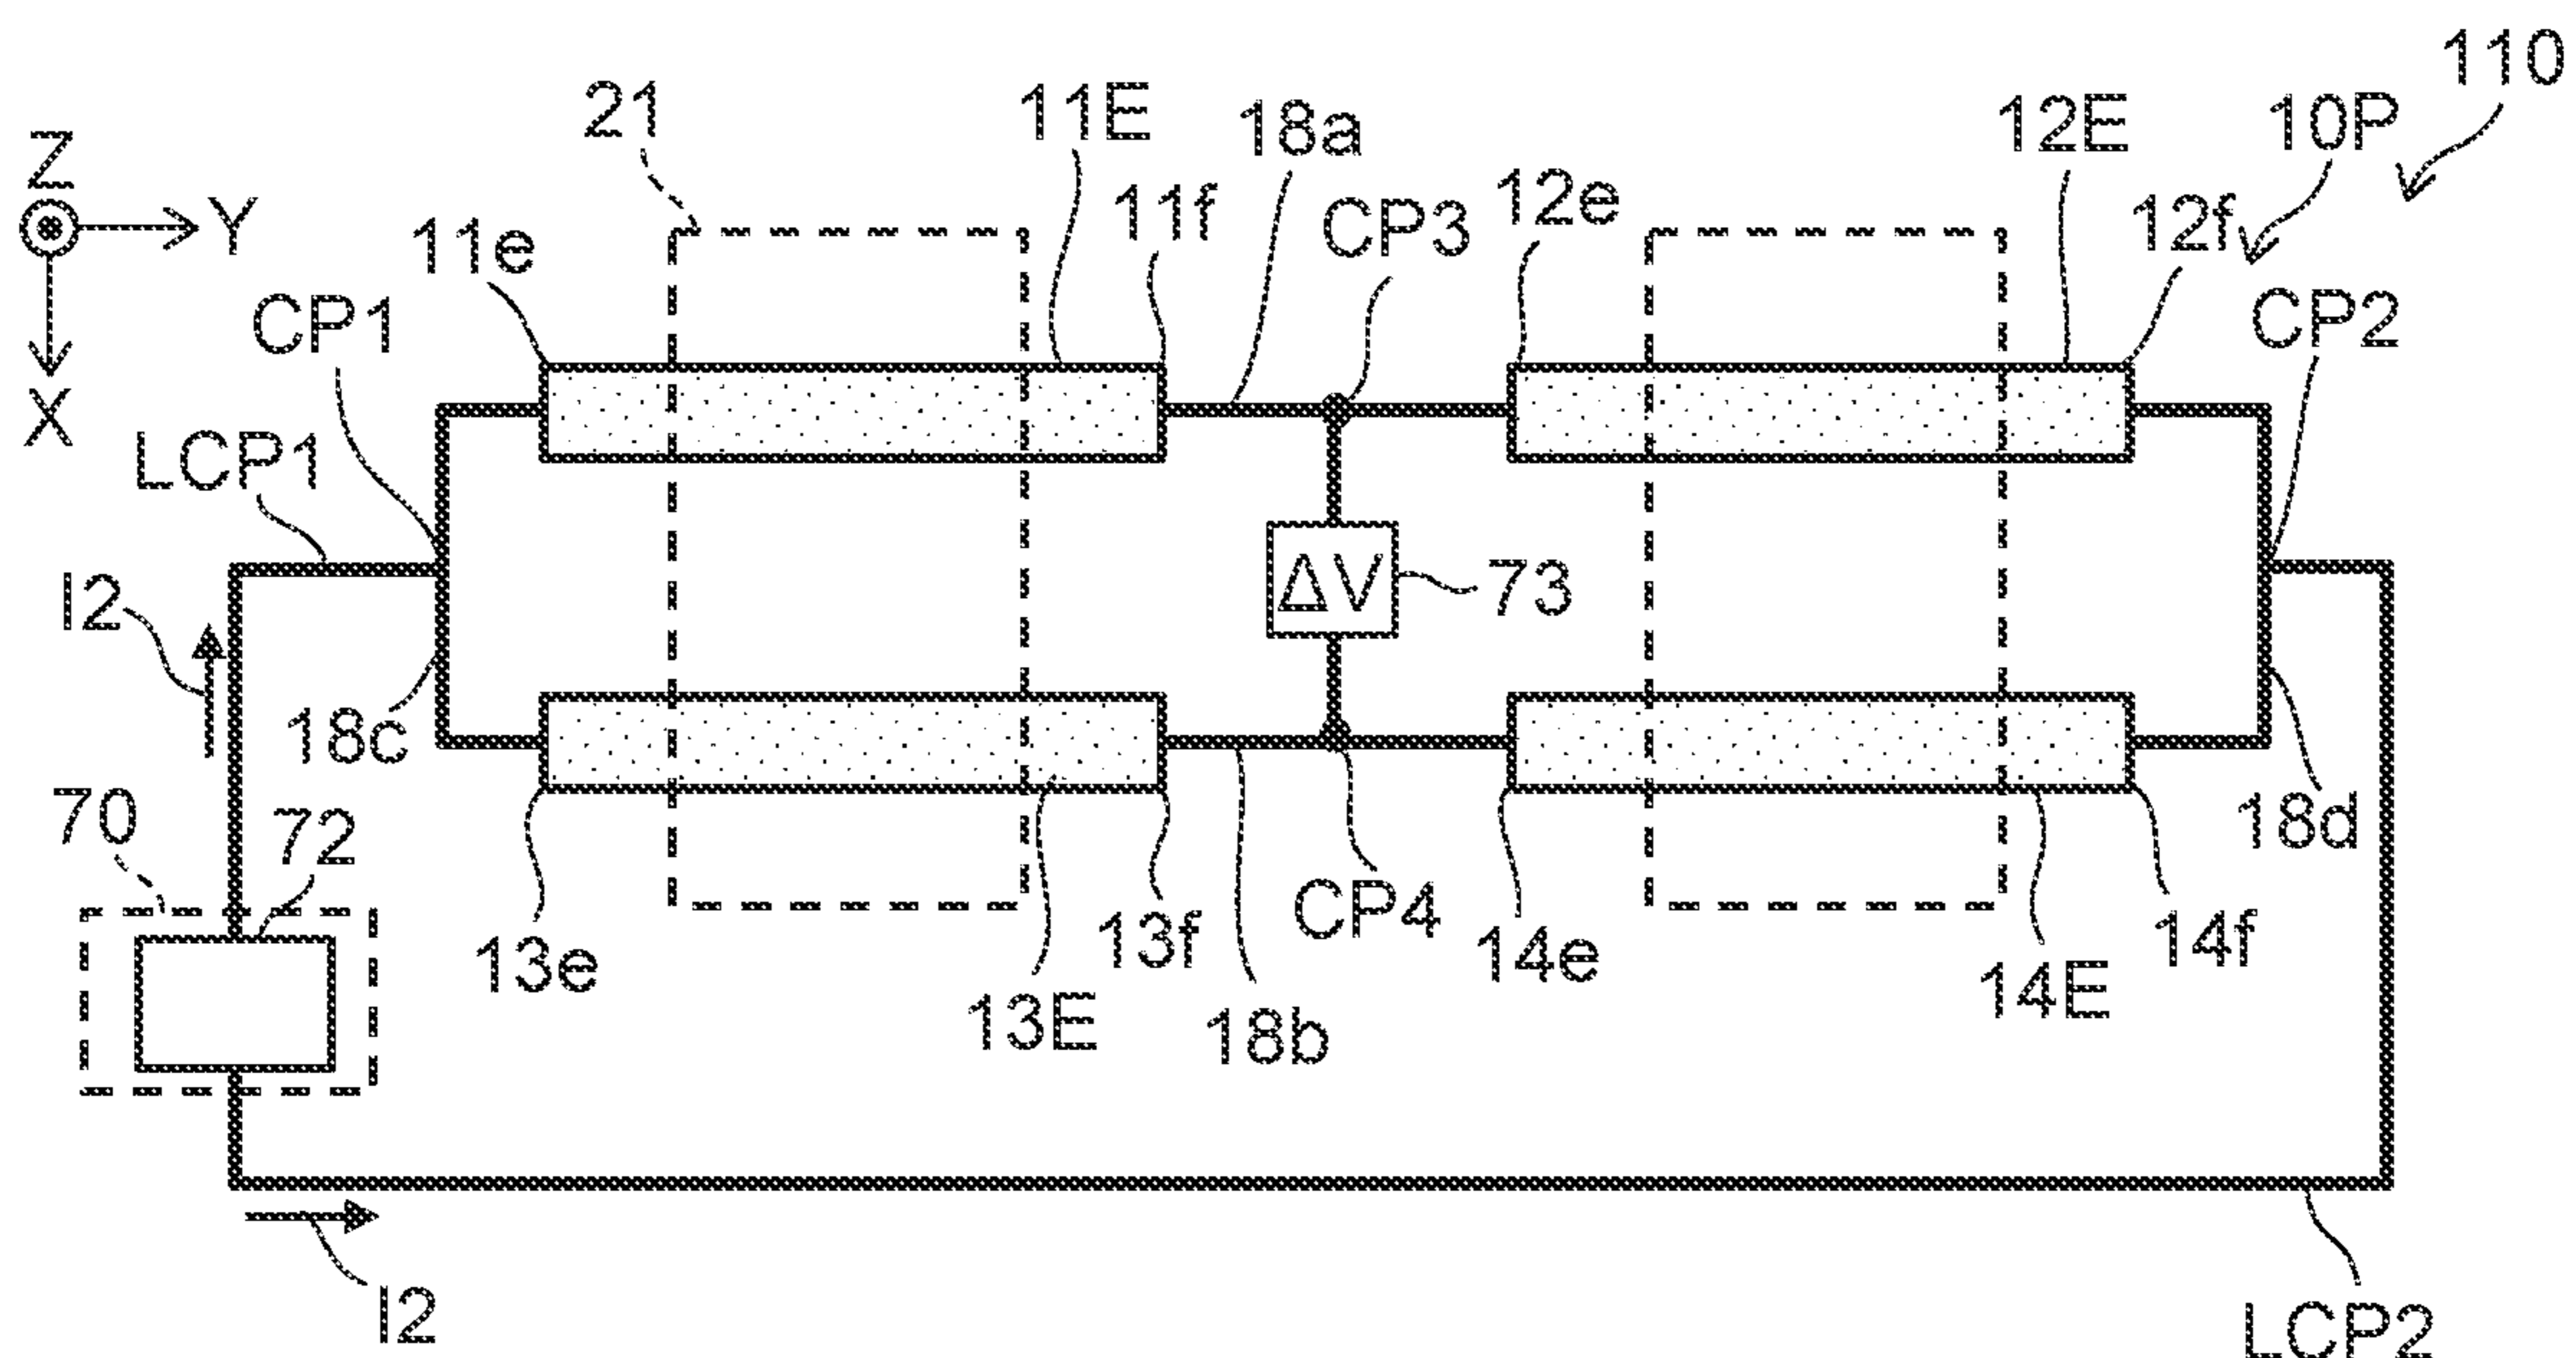 110
21
11E
18a
12E
10P
Z
Y
11e
11f
CP3
12e
12f
CP1
CP2
X
LCP1
I2
ΔV
73
18c
70
72
18d
13e
13f
CP4
14e
14f
13E
18b
14E
I2
LCP2